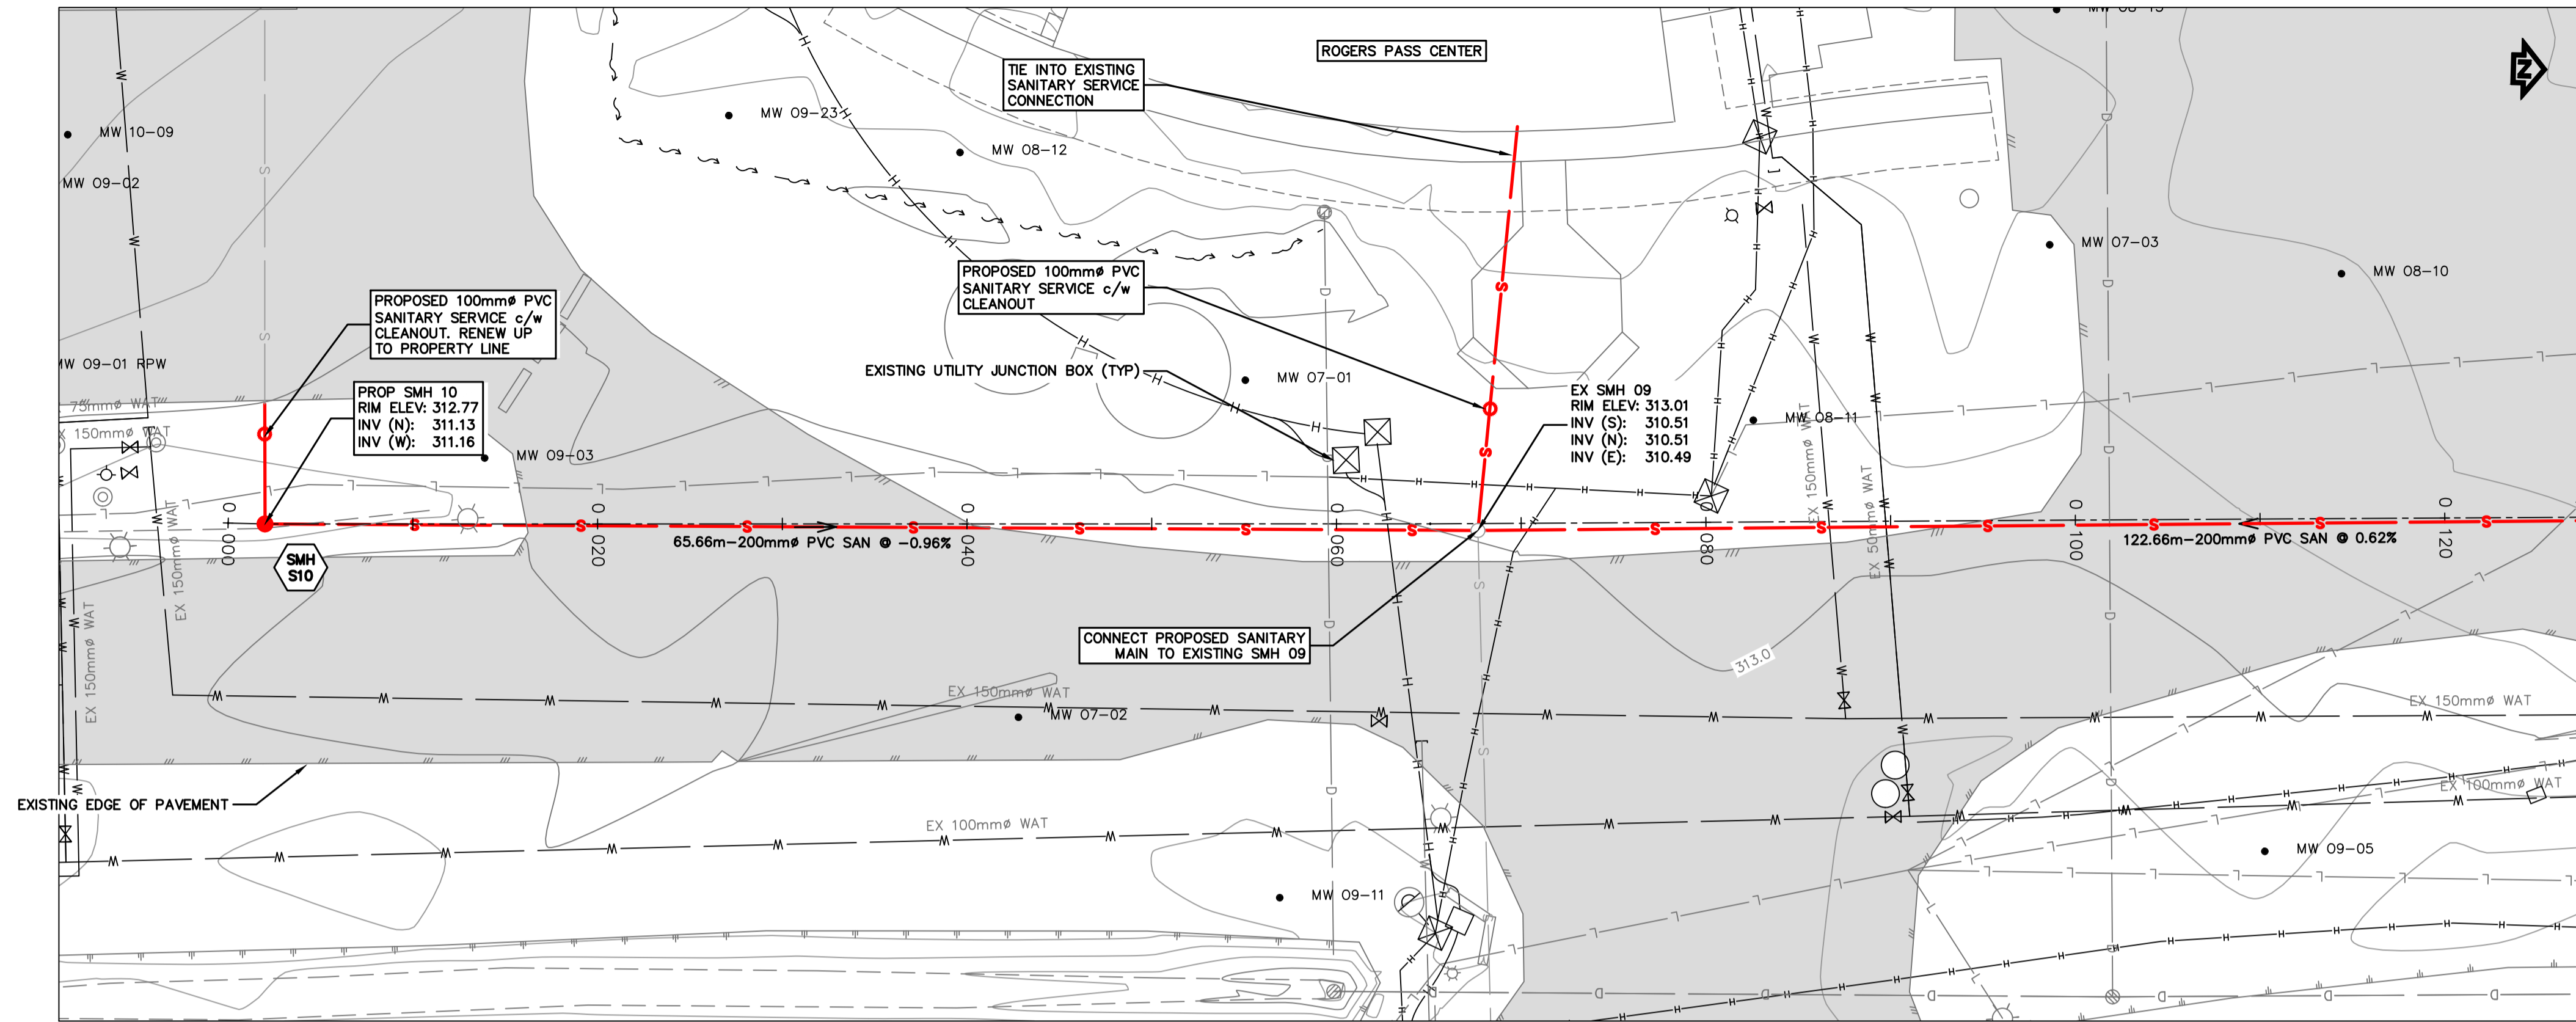 MW 08-13
ROGERS PASS CENTER
N
TIE INTO EXISTING
SANITARY SERVICE
CONNECTION
MW 10-09
MW 09-23
MW 08-12
MW 09-02
MW 07-03
MW 08-10
PROPOSED 100mmø PVC
SANITARY SERVICE c/w
CLEANOUT
PROPOSED 100mmø PVC
SANITARY SERVICE c/w
CLEANOUT. RENEW UP
TO PROPERTY LINE
MW 09-01 RPW
EXISTING UTILITY JUNCTION BOX (TYP)
MW 07-01
PROP SMH 10
RIM ELEV: 312.77
INV (N): 311.13
INV (W): 311.16
EX SMH 09
RIM ELEV: 313.01
INV (S): 310.51
INV (N): 310.51
INV (E): 310.49
75mmø WAT
EX 150mmø WAT
MW 08-11
MW 09-03
EX 150mmø WAT
EX 50mmø WAT
0+000
0+020
0+040
0+060
0+080
0+100
0+120
65.66m-200mmø PVC SAN @ -0.96%
122.66m-200mmø PVC SAN @ 0.62%
SMH
S10
EX 150mmø WAT
EX 150mmø WAT
CONNECT PROPOSED SANITARY
MAIN TO EXISTING SMH 09
313.0
EX 150mmø WAT
MW 07-02
EX 150mmø WAT
EXISTING EDGE OF PAVEMENT
EX 100mmø WAT
EX 100mmø WAT
MW 09-05
MW 09-11